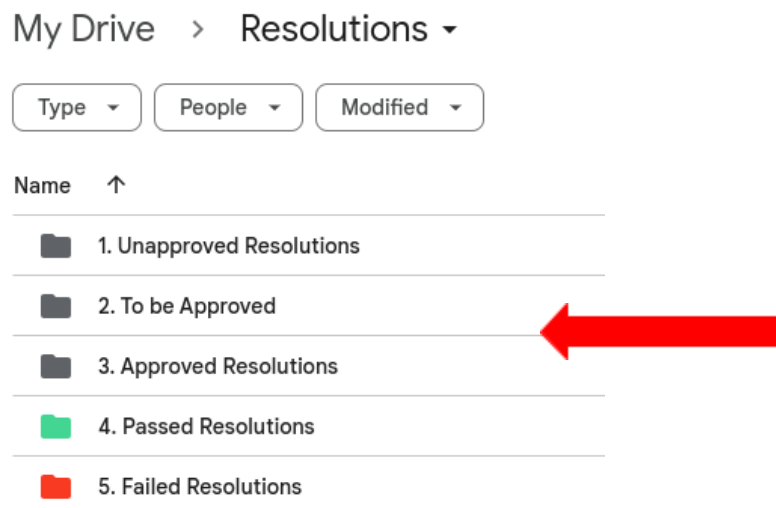 My Drive > Resolutions
Type People Modified
Name ↑
1. Unapproved Resolutions
2. To be Approved
3. Approved Resolutions
4. Passed Resolutions
5. Failed Resolutions